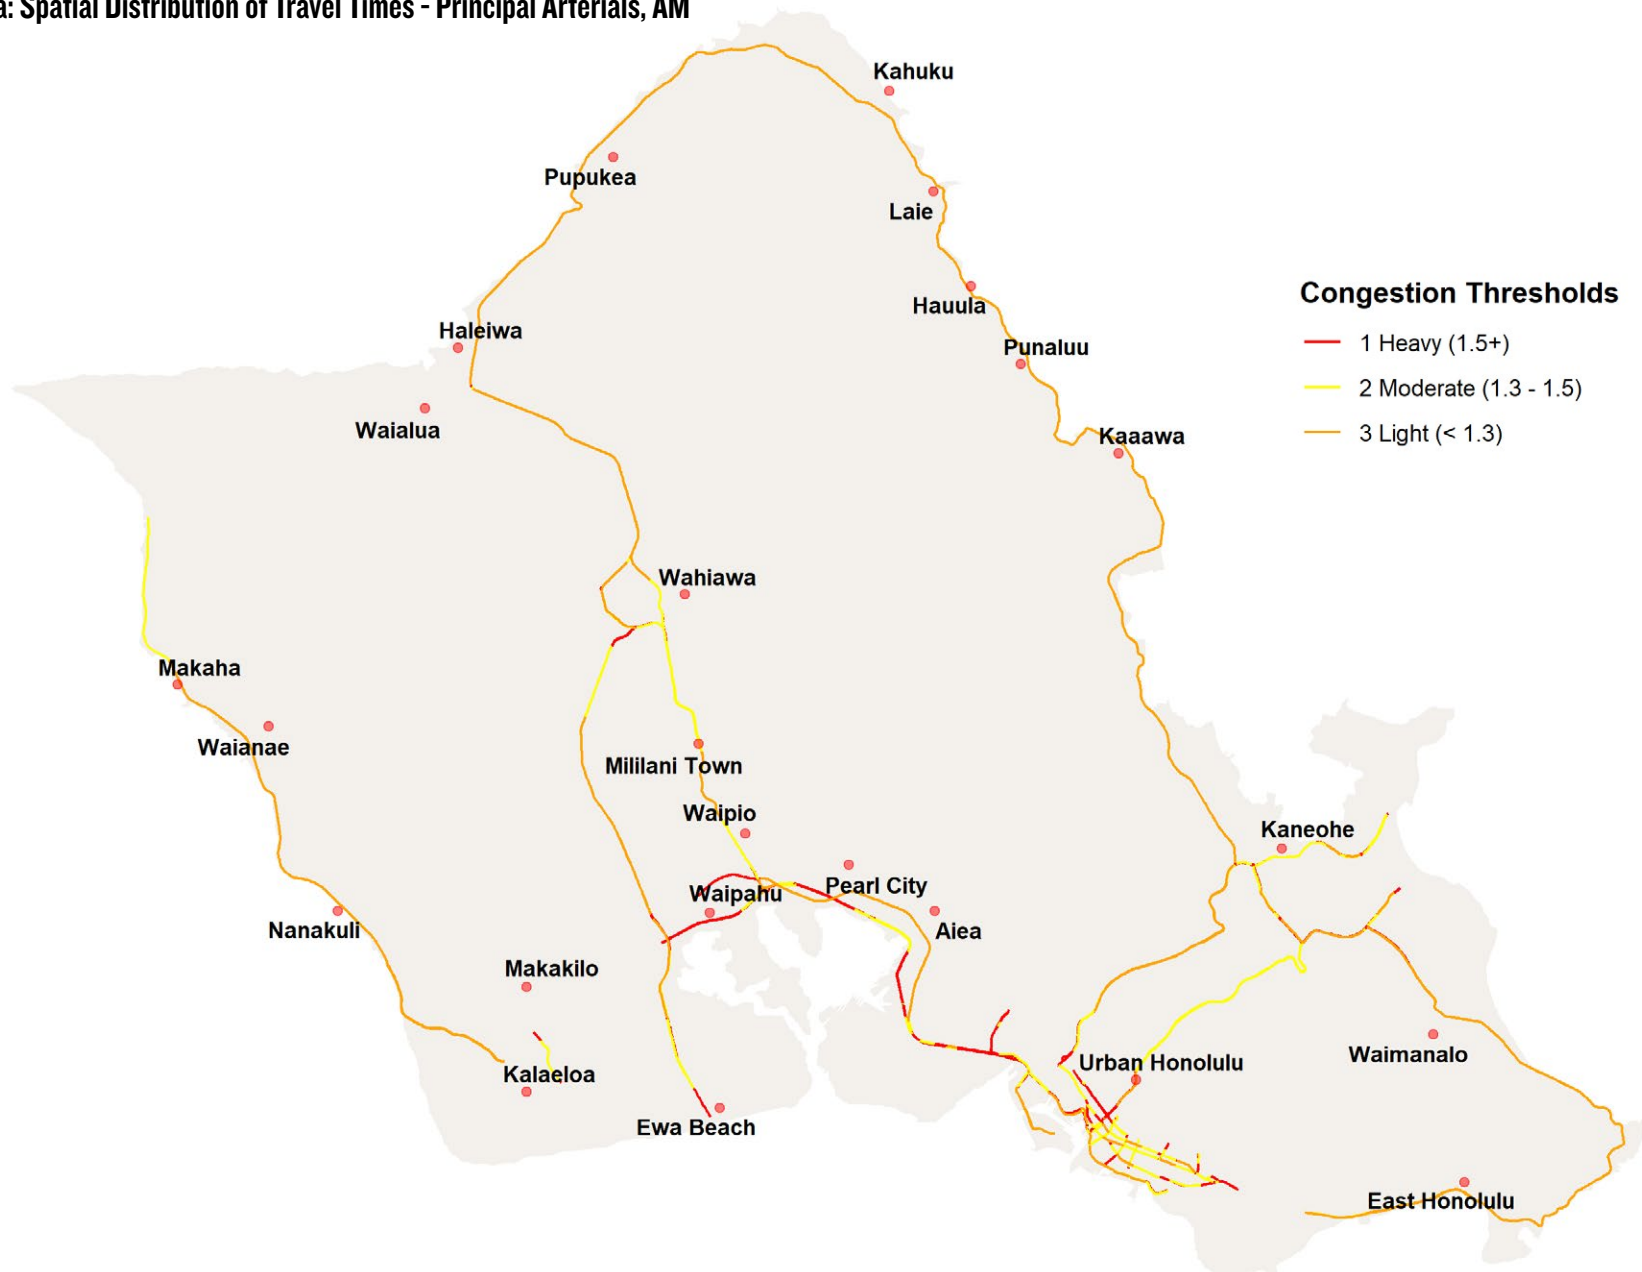 a: Spatial Distribution of Travel Times - Principal Arterials, AM
Kahuku
Pupukea
Laie
Congestion Thresholds
Hauula
Haleiwa
1 Heavy (1.5+)
Punaluu
2 Moderate (1.3 - 1.5)
Waialua
3 Light (< 1.3)
Kaaawa
Wahiawa
Makaha
Waianae
Mililani Town
Waipio
Kaneohe
Pearl City
Waipahu
Nanakuli
Aiea
Makakilo
Waimanalo
Urban Honolulu
Kalaeloa
Ewa Beach
East Honolulu